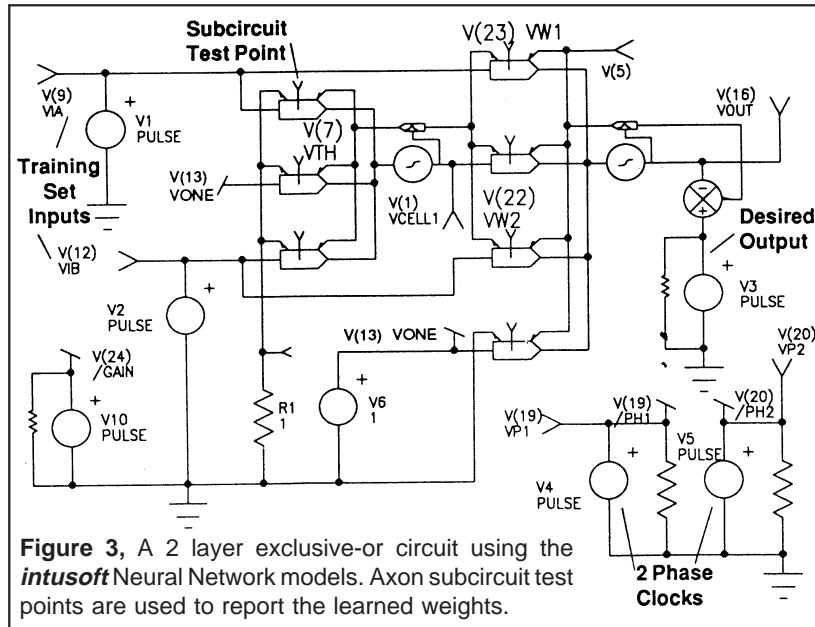 Subcircuit
Test Point
V(23) VW1
V(5)
V(9)
VIA
V1
PULSE
V(16)
VOUT
V(7)
VTH
Training
Set
Inputs
V(13)
VONE
V(1)
VCELL1
V(22)
VW2
Desired
Output
V(12)
VIB
V2
PULSE
V3
PULSE
V(13) VONE
V(24)
/GAIN
V10
PULSE
R1
1
V6
1
V(20)
VP2
V(19)
VP1
V(19)
/PH1
V(20)
/PH2
V5
PULSE
V4
PULSE
2 Phase
Clocks
Figure 3, A 2 layer exclusive-or circuit using the
intusoft Neural Network models. Axon subcircuit test
points are used to report the learned weights.